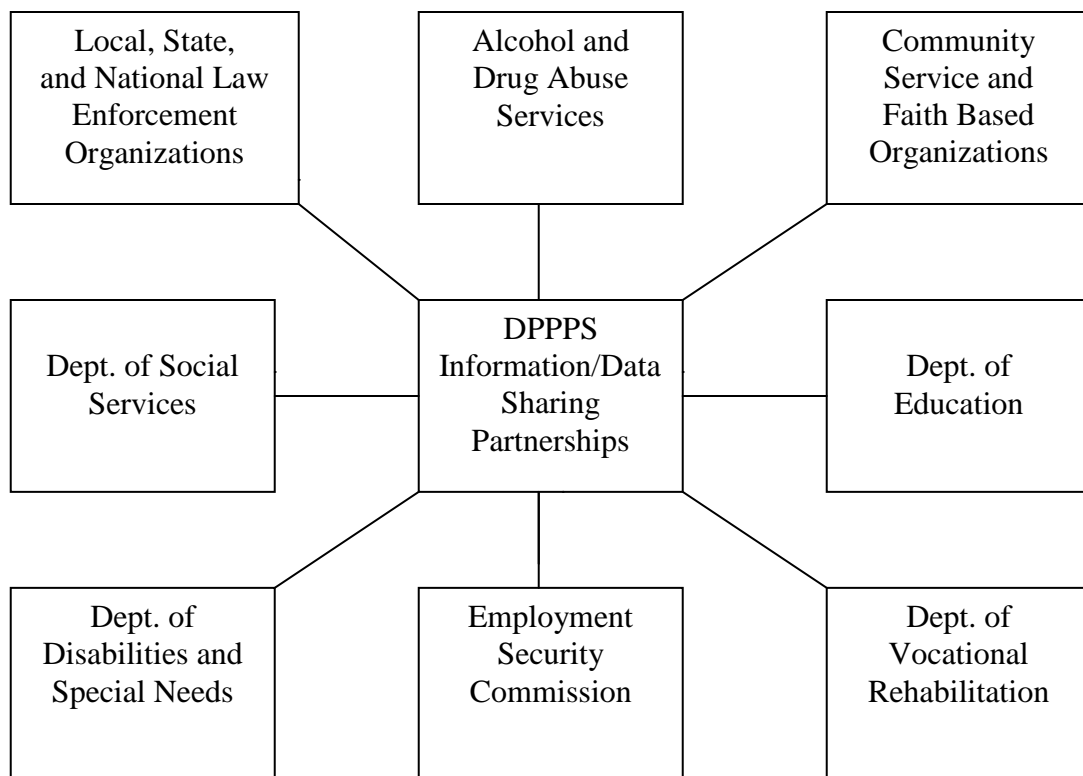 Local, State,
and National Law
Enforcement
Organizations
Alcohol and
Drug Abuse
Services
Community
Service and
Faith Based
Organizations
Dept. of Social
Services
DPPPS
Information/Data
Sharing
Partnerships
Dept. of
Education
Dept. of
Disabilities and
Special Needs
Employment
Security
Commission
Dept. of
Vocational
Rehabilitation